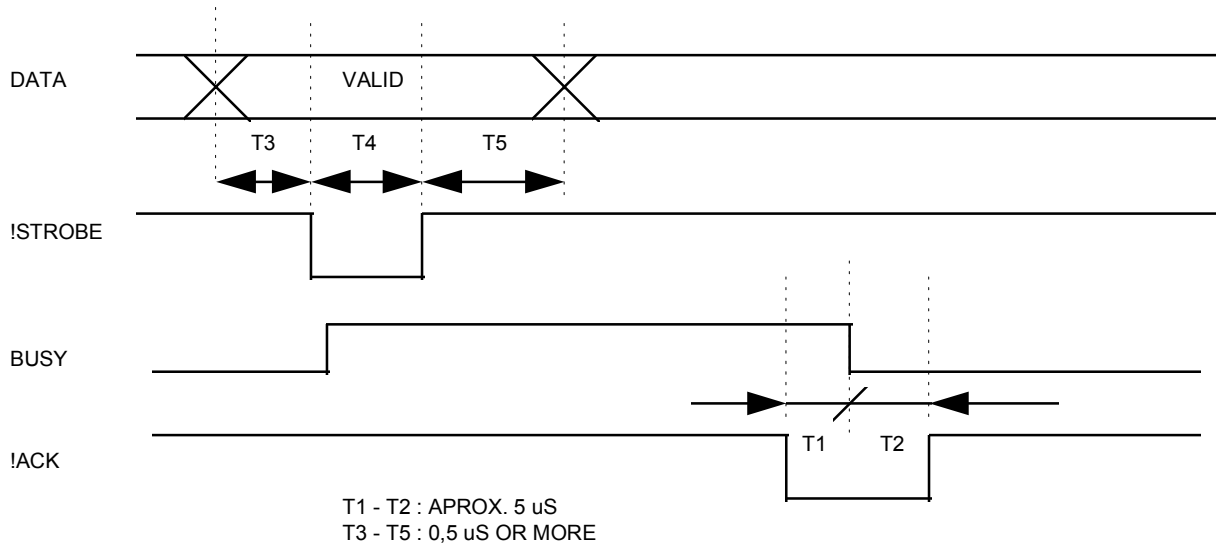 DATA
VALID
T3
T4
T5
!STROBE
BUSY
T1
T2
!ACK
T1 - T2 : APROX. 5 uS
T3 - T5 : 0,5 uS OR MORE